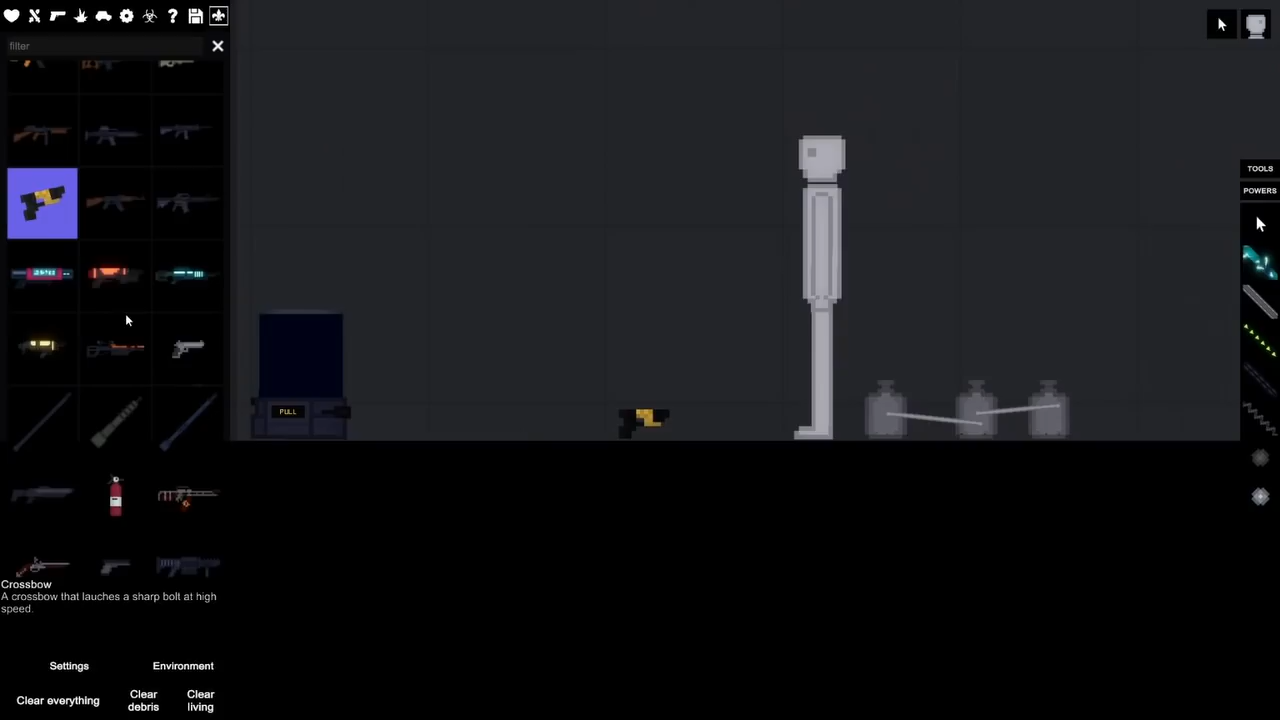 ?
filter
TOOLS
POWERS
PULL
Crossbow
A crossbow that lauches a sharp bolt at high
speed.
Settings
Environment
Clear everything
Clear
debris
Clear
living